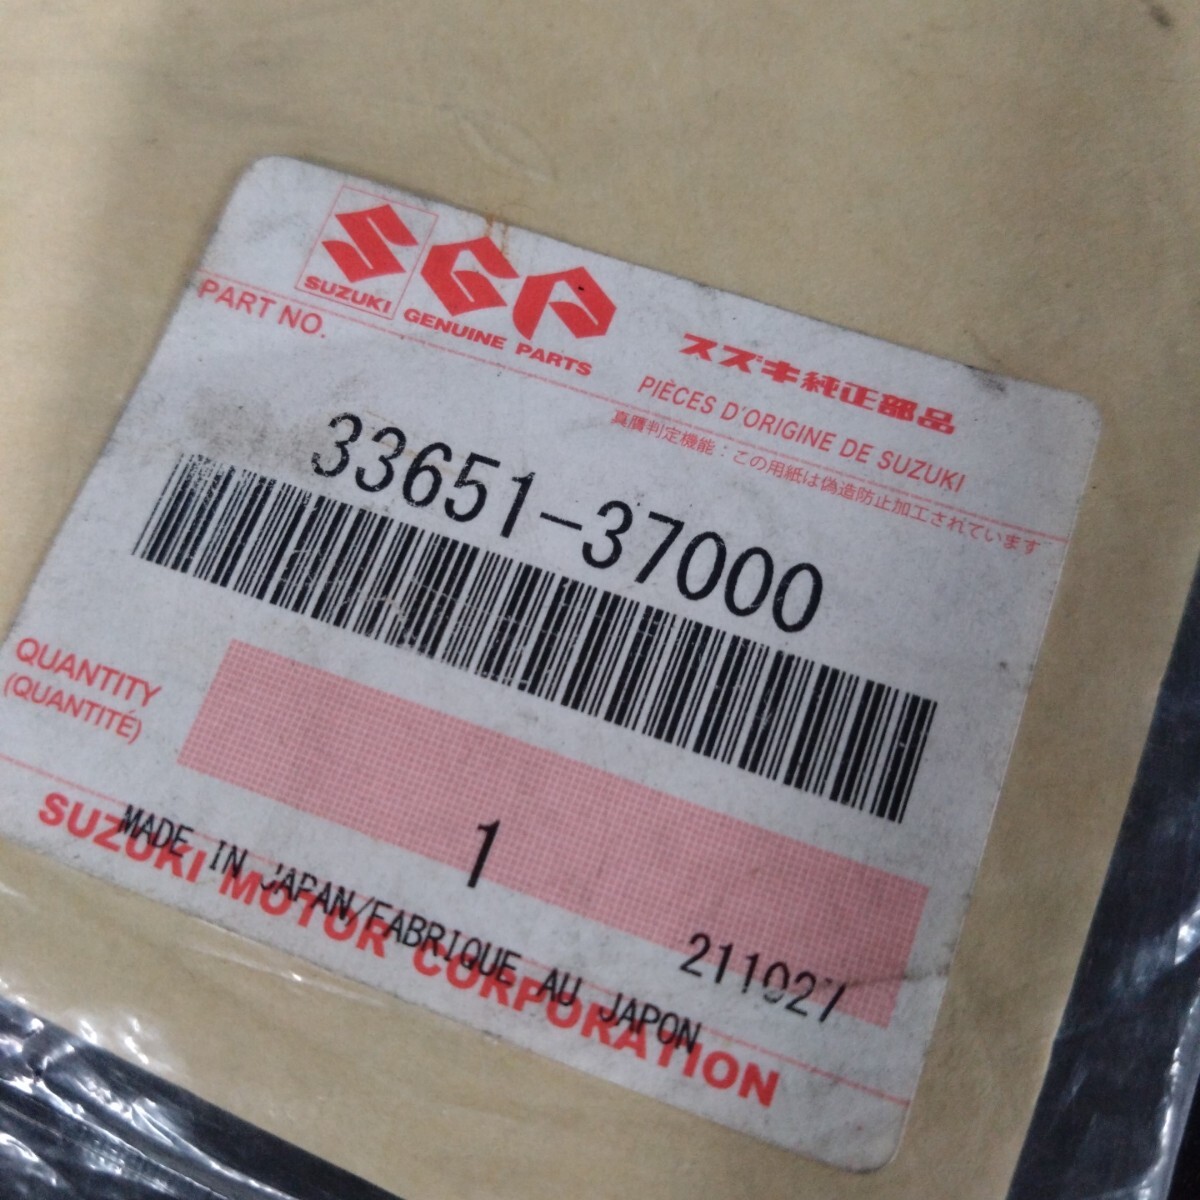 SGP
SUZUKI
GENUINE PARTS
スズキ純正部品
PIÈCES D'ORIGINE DE SUZUKI
真贋判定機能：この用紙は偽造防止加工されています
PART NO.
33651-37000
QUANTITY
(QUANTITÉ)
1
211027
MADE IN JAPAN/FABRIQUE AU JAPON
SUZUKI MOTOR CORPORATION